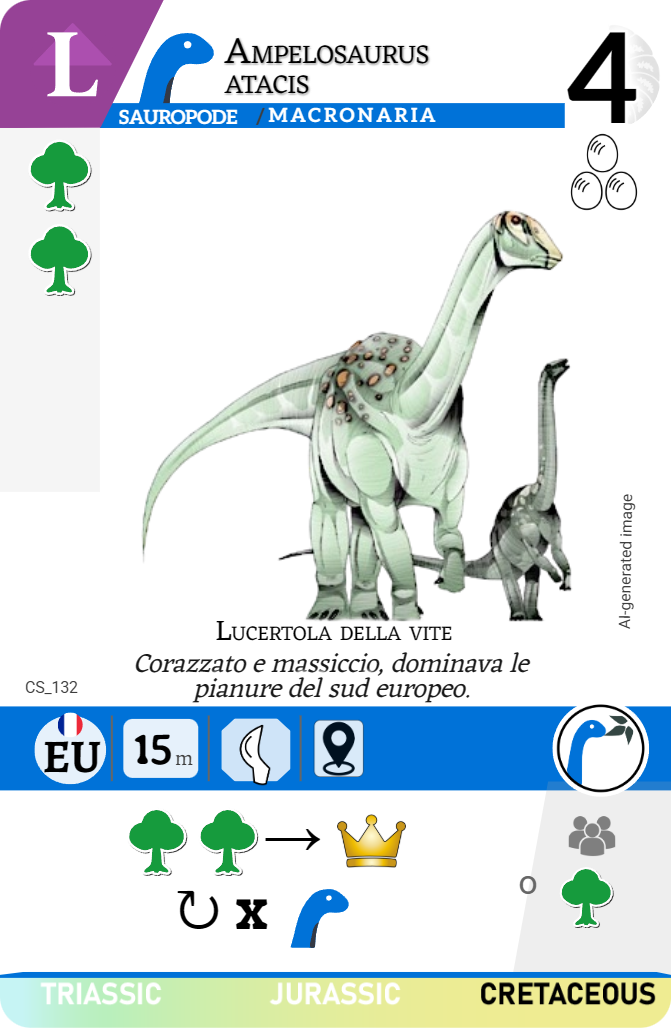 L
Ampelosaurus
atacis
4
SAUROPODE / MACRONARIA
AI-generated image
Lucertola della vite
Corazzato e massiccio, dominava le
pianure del sud europeo.
CS_132
EU
15 m
x
o
TRIASSIC JURASSIC CRETACEOUS